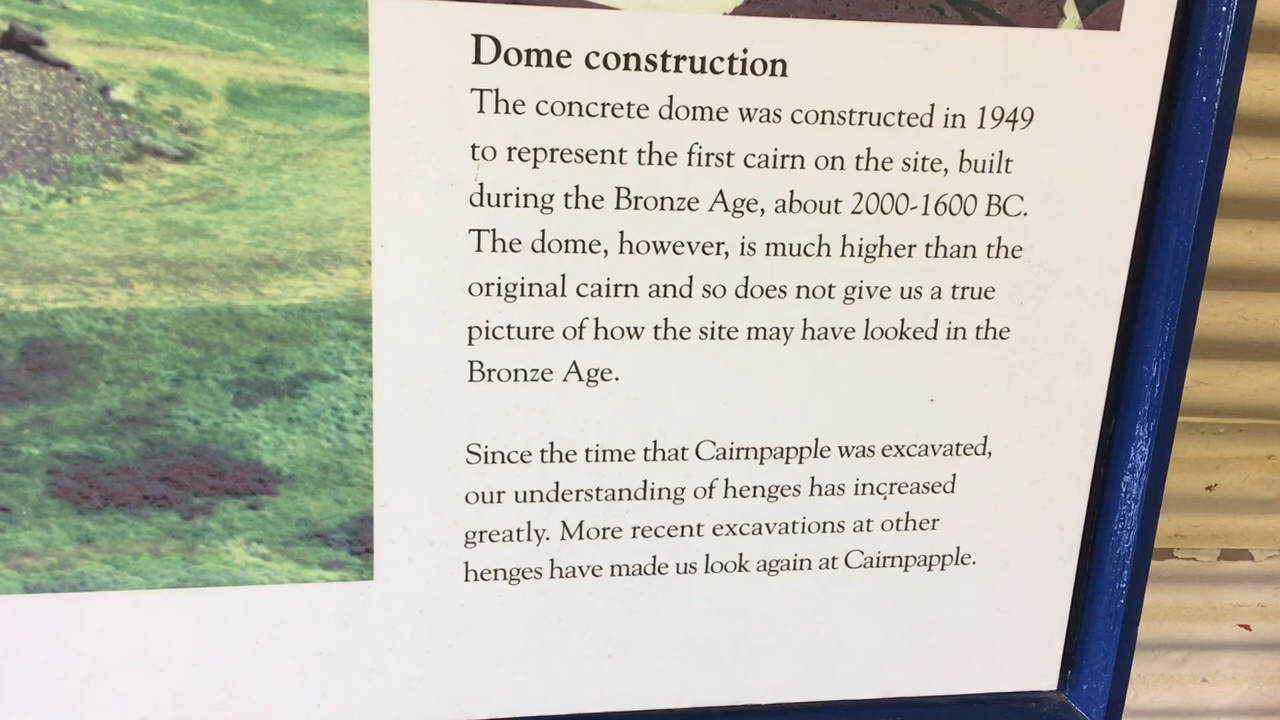 Dome construction
The concrete dome was constructed in 1949
to represent the first cairn on the site, built
during the Bronze Age, about 2000-1600 BC.
The dome, however, is much higher than the
original cairn and so does not give us a true
picture of how the site may have looked in the
Bronze Age.
Since the time that Cairnpapple was excavated,
our understanding of henges has increased
greatly. More recent excavations at other
henges have made us look again at Cairnpapple.